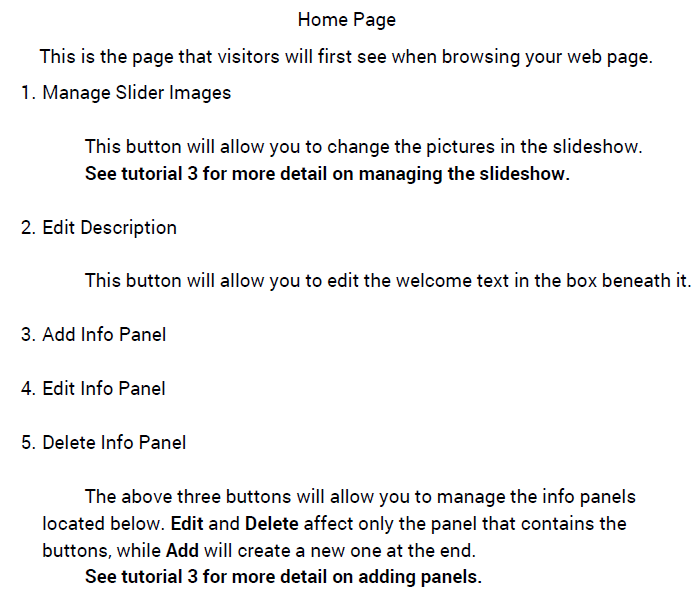 Home Page
This is the page that visitors will first see when browsing your web page.
1. Manage Slider Images
This button will allow you to change the pictures in the slideshow.
See tutorial 3 for more detail on managing the slideshow.
2. Edit Description
This button will allow you to edit the welcome text in the box beneath it.
3. Add Info Panel
4. Edit Info Panel
5. Delete Info Panel
The above three buttons will allow you to manage the info panels
located below. Edit and Delete affect only the panel that contains the
buttons, while Add will create a new one at the end.
See tutorial 3 for more detail on adding panels.